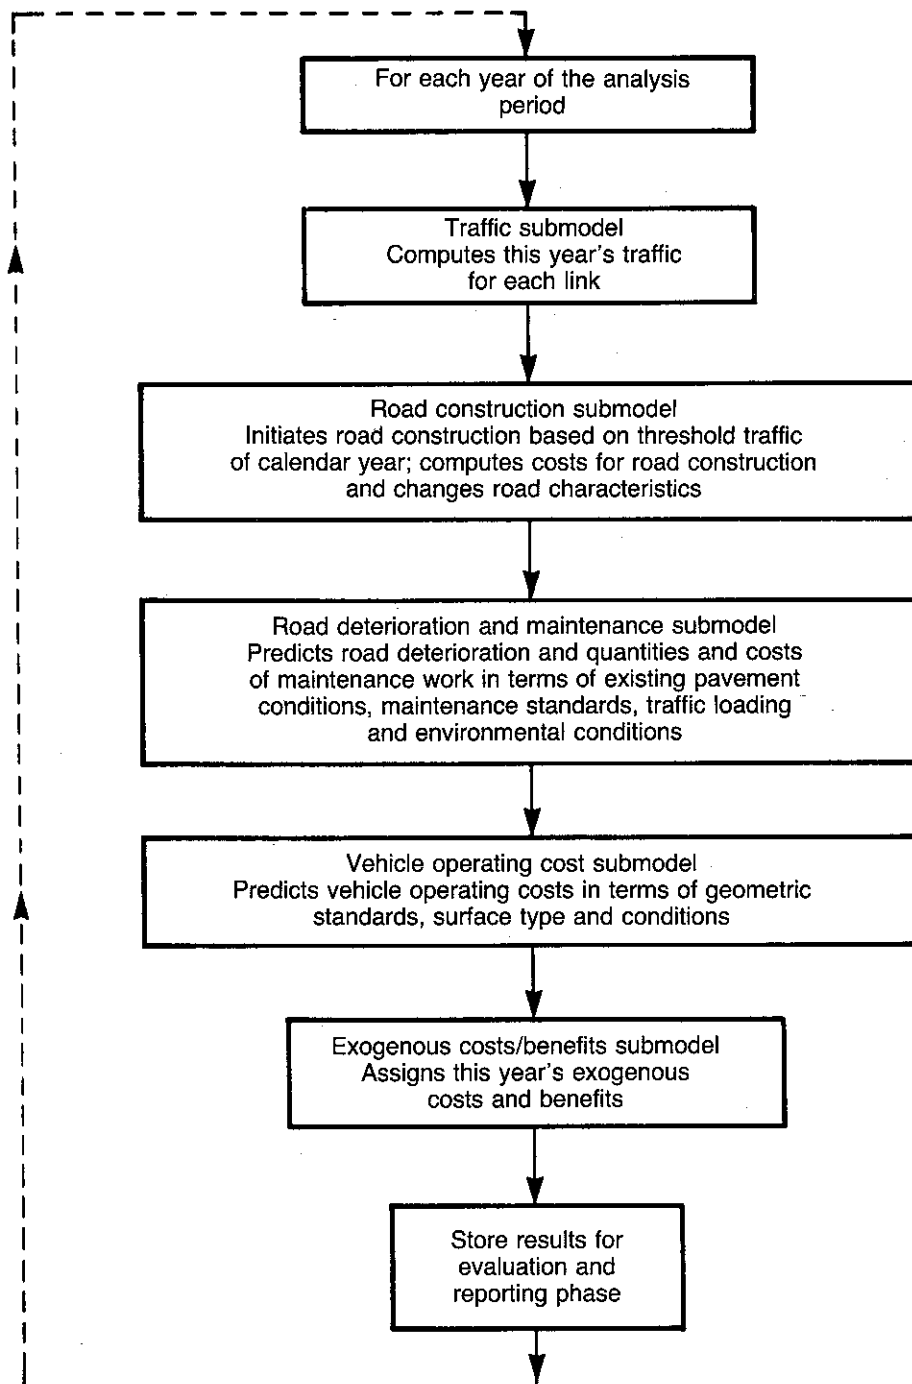 For each year of the analysis
period
Traffic submodel
Computes this year's traffic
for each link
Road construction submodel
Initiates road construction based on threshold traffic
of calendar year; computes costs for road construction
and changes road characteristics
Road deterioration and maintenance submodel
Predicts road deterioration and quantities and costs
of maintenance work in terms of existing pavement
conditions, maintenance standards, traffic loading
and environmental conditions
Vehicle operating cost submodel
Predicts vehicle operating costs in terms of geometric
standards, surface type and conditions
Exogenous costs/benefits submodel
Assigns this year's exogenous
costs and benefits
Store results for
evaluation and
reporting phase